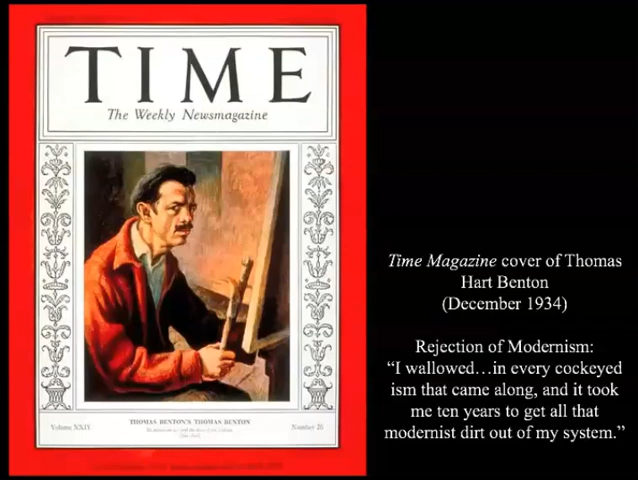 TIME
The Weekly Newsmagazine
Volume XXIV
THOMAS BENTON'S THOMAS BENTON
Number 26
Time Magazine cover of Thomas
Hart Benton
(December 1934)
Rejection of Modernism:
“I wallowed…in every cockeyed
ism that came along, and it took
me ten years to get all that
modernist dirt out of my system.”